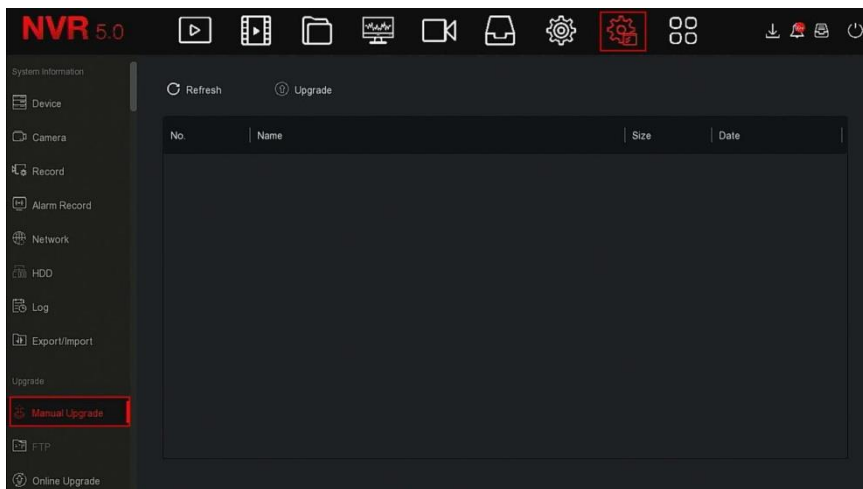 NVR 5.0
System Information
Device
Camera
Record
Alarm Record
Network
HDD
Log
Export/Import
Upgrade
Manual Upgrade
FTP
Online Upgrade
Refresh
Upgrade
No.
Name
Size
Date